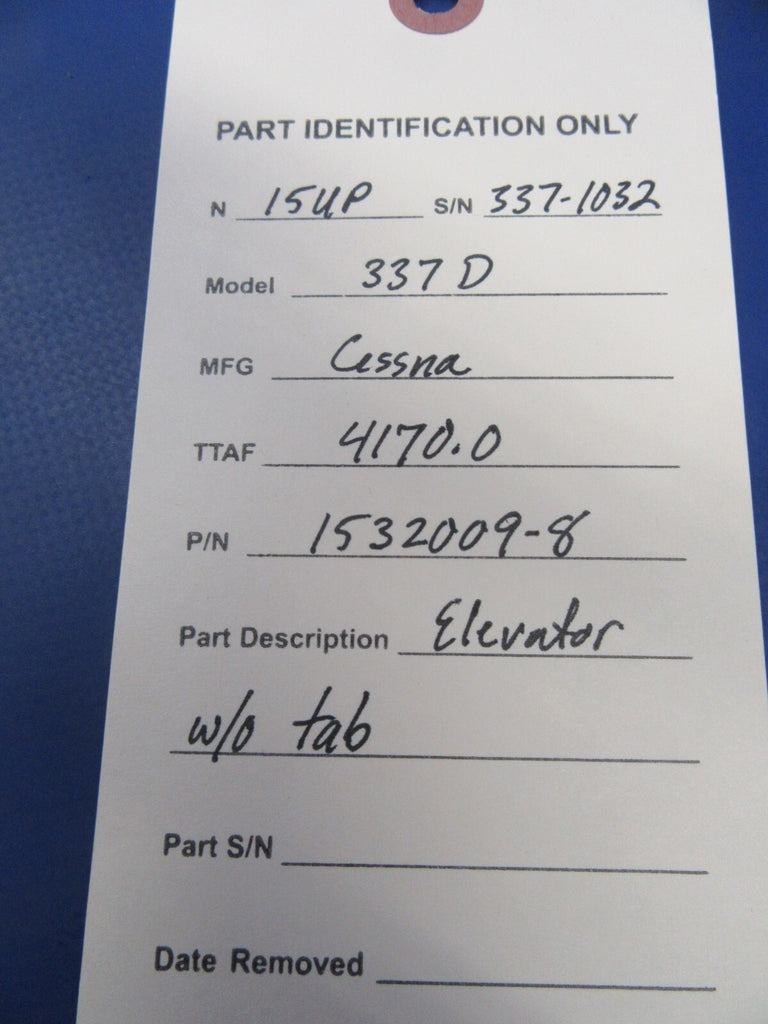 PART IDENTIFICATION ONLY
N 15UP S/N 337-1032
Model 337 D
MFG Cessna
TTAF 4170.0
P/N 1532009-8
Part Description Elevator
w/o tab
Part S/N
Date Removed